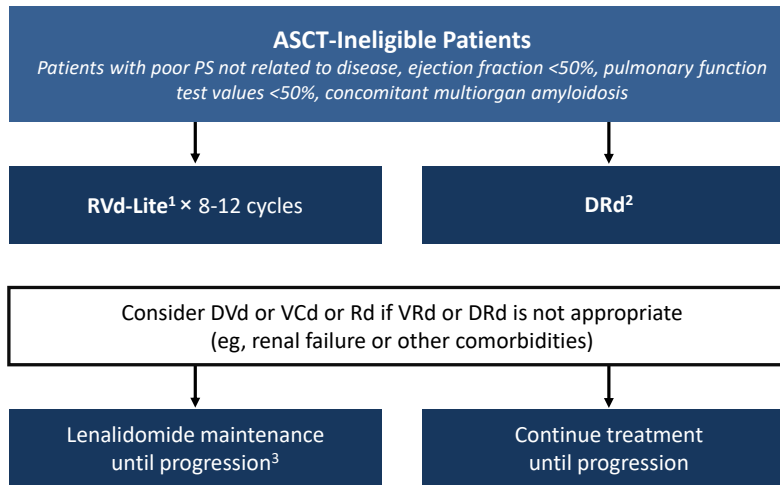 ASCT-Ineligible Patients
Patients with poor PS not related to disease, ejection fraction <50%, pulmonary function
test values <50%, concomitant multiorgan amyloidosis
RVd-Lite¹ × 8-12 cycles
DRd²
Consider DVd or VCd or Rd if VRd or DRd is not appropriate
(eg, renal failure or other comorbidities)
Lenalidomide maintenance
until progression³
Continue treatment
until progression